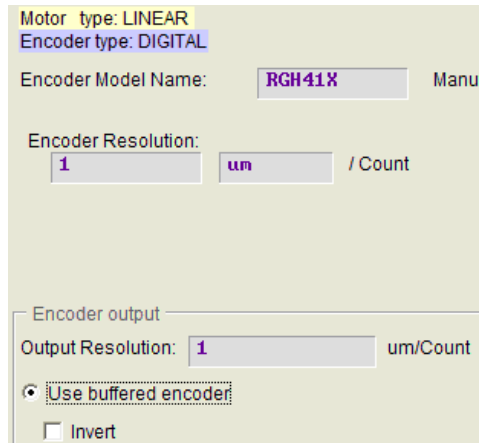 Motor type: LINEAR
Encoder type: DIGITAL
Encoder Model Name: RGH41X Manu
Encoder Resolution:
1 um / Count
Encoder output
Output Resolution: 1 um/Count
Use buffered encoder
Invert